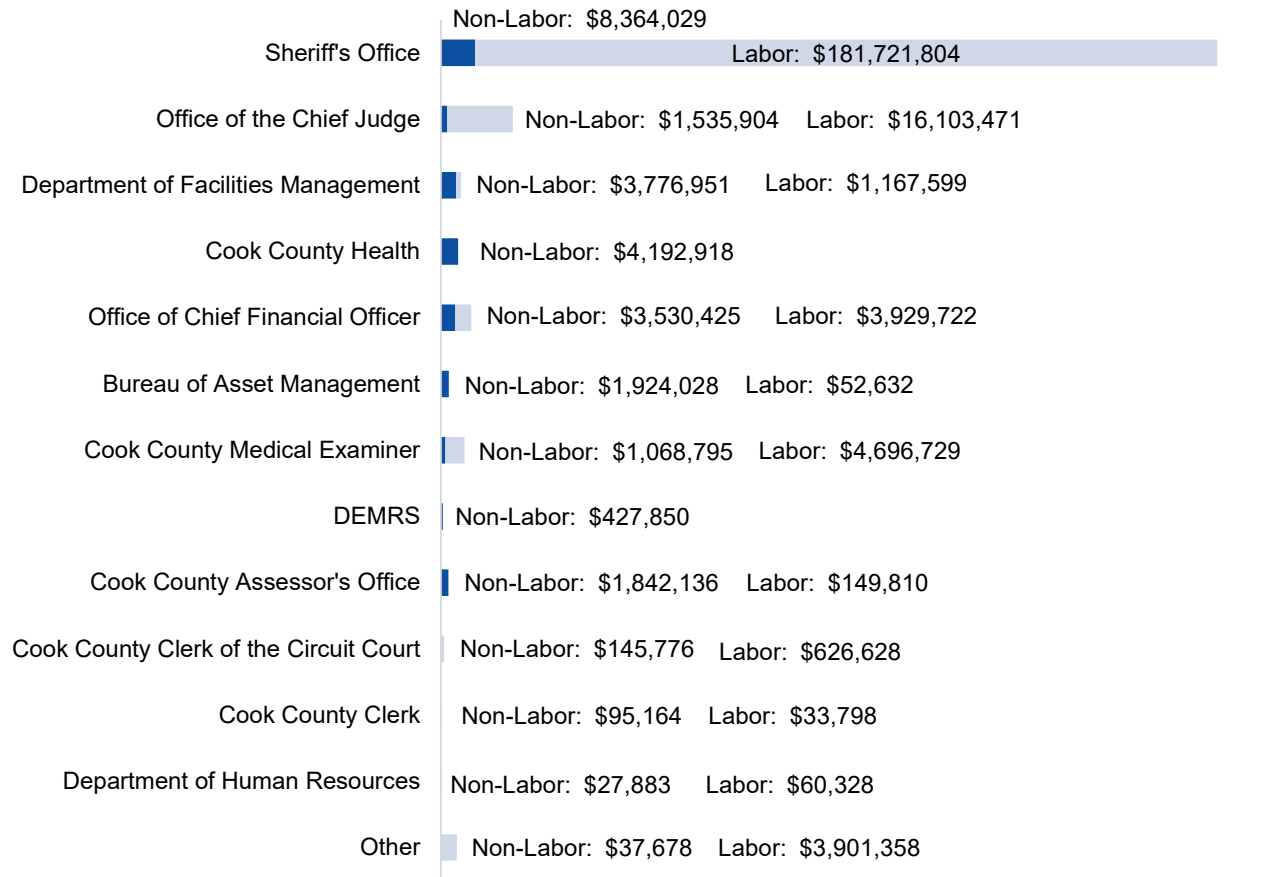 Non-Labor: $8,364,029
Sheriff's Office Labor: $181,721,804
Office of the Chief Judge Non-Labor: $1,535,904 Labor: $16,103,471
Department of Facilities Management Non-Labor: $3,776,951 Labor: $1,167,599
Cook County Health Non-Labor: $4,192,918
Office of Chief Financial Officer Non-Labor: $3,530,425 Labor: $3,929,722
Bureau of Asset Management Non-Labor: $1,924,028 Labor: $52,632
Cook County Medical Examiner Non-Labor: $1,068,795 Labor: $4,696,729
DEMRS Non-Labor: $427,850
Cook County Assessor's Office Non-Labor: $1,842,136 Labor: $149,810
Cook County Clerk of the Circuit Court Non-Labor: $145,776 Labor: $626,628
Cook County Clerk Non-Labor: $95,164 Labor: $33,798
Department of Human Resources Non-Labor: $27,883 Labor: $60,328
Other Non-Labor: $37,678 Labor: $3,901,358